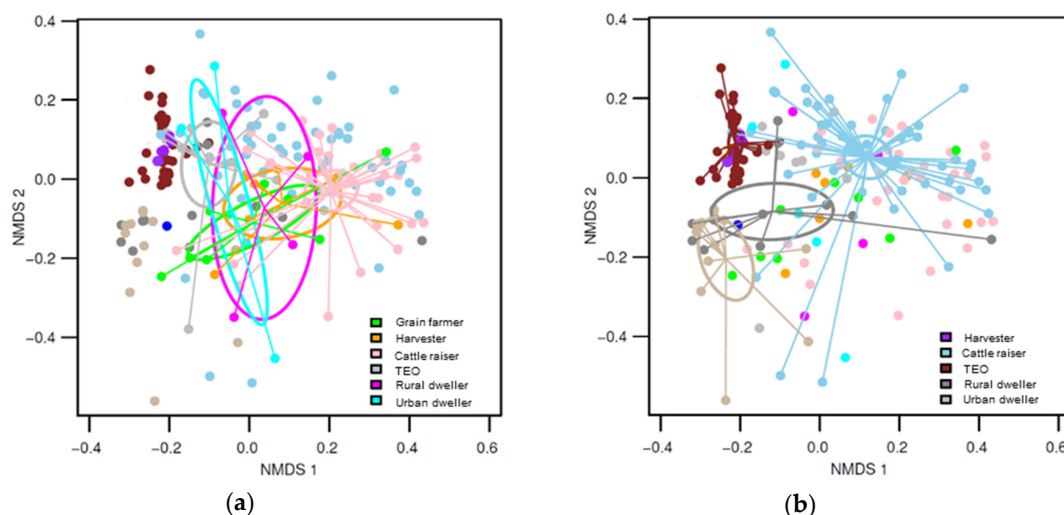 0.4
0.2
0.0
−0.2
−0.4
NMDS 2
−0.4
−0.2
0.0
0.2
0.4
0.6
NMDS 1
Grain farmer
Harvester
Cattle raiser
TEO
Rural dweller
Urban dweller
(a)
0.4
0.2
0.0
−0.2
−0.4
NMDS 2
−0.4
−0.2
0.0
0.2
0.4
0.6
NMDS 1
Harvester
Cattle raiser
TEO
Rural dweller
Urban dweller
(b)